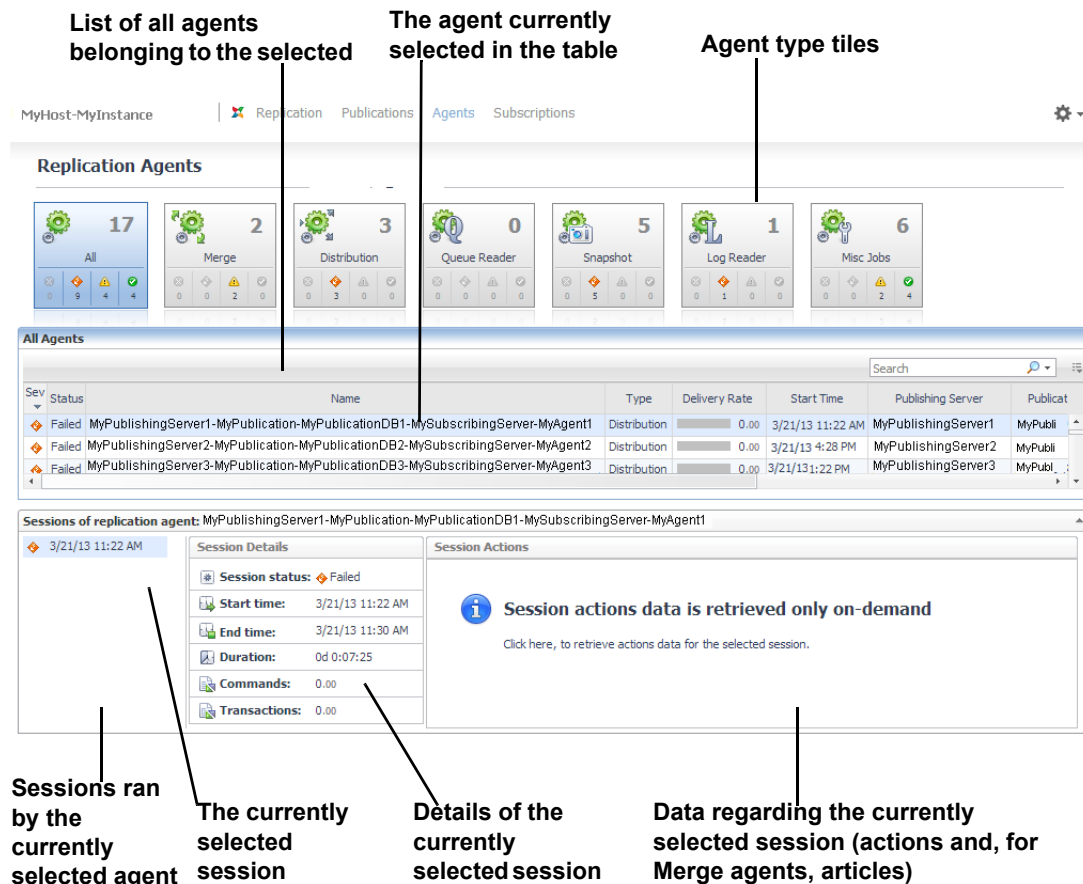 List of all agents
belonging to the selected
The agent currently
selected in the table
Agent type tiles
MyHost-MyInstance
Replication Publications Agents Subscriptions
Replication Agents
17
All
0 9 4 4
2
Merge
0 0 2 0
3
Distribution
0 3 0 0
0
Queue Reader
0 0 0 0
5
Snapshot
0 5 0 0
1
Log Reader
0 1 0 0
6
Misc Jobs
0 0 2 4
All Agents
Search
Sev Status Name Type Delivery Rate Start Time Publishing Server Publicat
Failed MyPublishingServer1-MyPublication-MyPublicationDB1-MySubscribingServer-MyAgent1 Distribution 0.00 3/21/13 11:22 AM MyPublishingServer1 MyPubli
Failed MyPublishingServer2-MyPublication-MyPublicationDB2-MySubscribingServer-MyAgent2 Distribution 0.00 3/21/13 4:28 PM MyPublishingServer2 MyPubli
Failed MyPublishingServer3-MyPublication-MyPublicationDB3-MySubscribingServer-MyAgent3 Distribution 0.00 3/21/131:22 PM MyPublishingServer3 MyPubl
Sessions of replication agent: MyPublishingServer1-MyPublication-MyPublicationDB1-MySubscribingServer-MyAgent1
3/21/13 11:22 AM
Session Details
Session status: Failed
Start time: 3/21/13 11:22 AM
End time: 3/21/13 11:30 AM
Duration: 0d 0:07:25
Commands: 0.00
Transactions: 0.00
Session Actions
Session actions data is retrieved only on-demand
Click here, to retrieve actions data for the selected session.
Sessions ran
by the
currently
selected agent
The currently
selected
session
Details of the
currently
selected session
Data regarding the currently
selected session (actions and, for
Merge agents, articles)